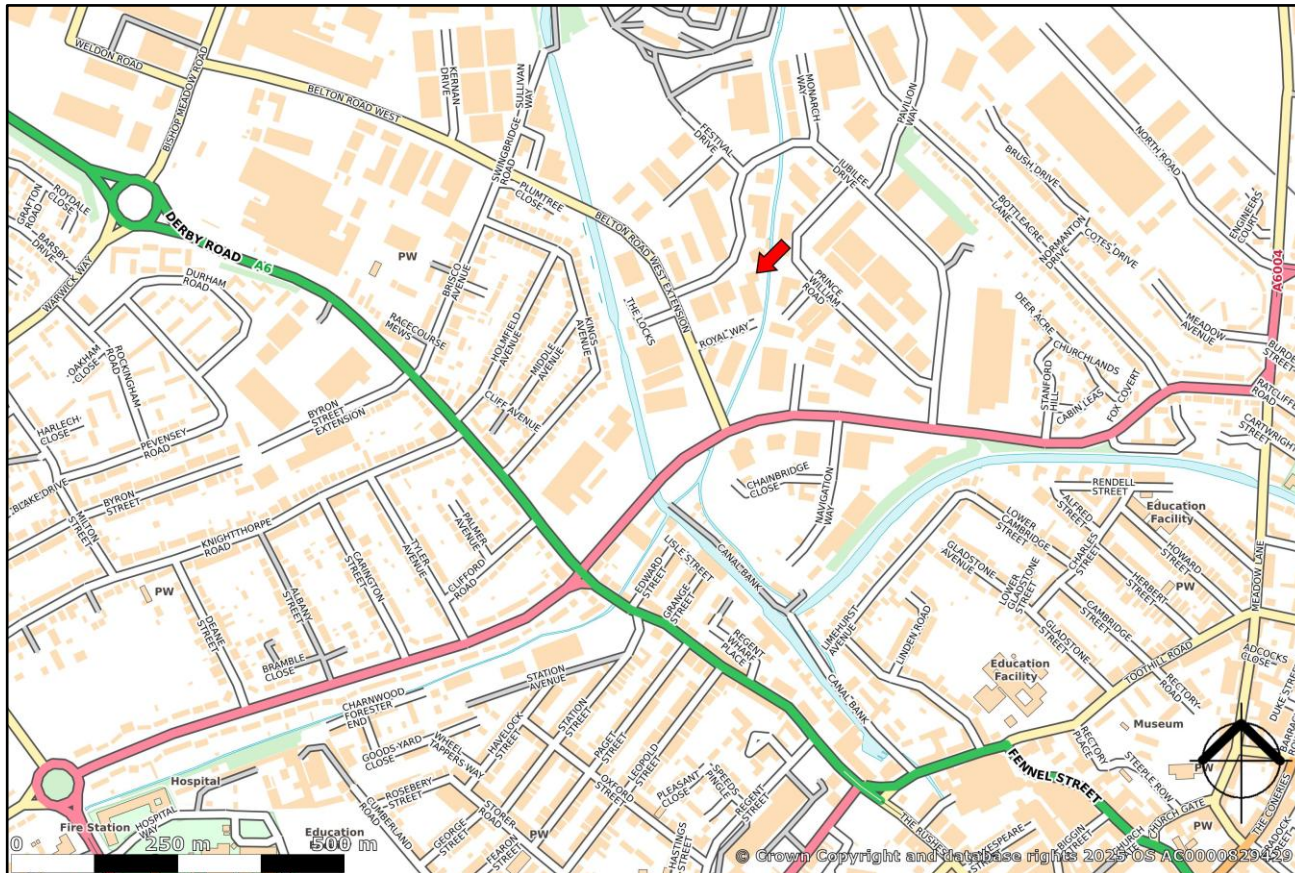 WELDON ROAD
BISHOP MEADOW ROAD
BELTON ROAD WEST
KERNAN
DRIVE
SWINGBRIDGE
ROAD
SULLIVAN
WAY
PLUMTREE
CLOSE
BELTON ROAD WEST EXTENSION
FESTIVAL
DRIVE
MONARCH
WAY
PAVILION
WAY
JUBILEE
DRIVE
BRUSH DRIVE
NORTH ROAD
BOTTLEACRE
LANE
NORMANTON
DRIVE
COTES DRIVE
ENGINEERS
COURT
A6004
GRAFTON
ROAD
ROYDALE
CLOSE
BARSBY
DRIVE
WARWICK WAY
DERBY ROAD A6
PW
DURHAM
ROAD
BRISCO
AVENUE
RACECOURSE
MEWS
HOLMFIELD
AVENUE
MIDDLE
AVENUE
KINGS
AVENUE
CLIFF AVENUE
THE LOCKS
ROYAL WAY
PRINCE
WILLIAM
ROAD
DEER ACRE
CHURCHLANDS
STANFORD
HILL
CABIN LEAS
FOX COVERT
MEADOW
AVENUE
RATCLIFFE
ROAD
CARTWRIGHT
STREET
OAKHAM
CLOSE
ROCKINGHAM
ROAD
HARLECH
CLOSE
PEVENSEY
ROAD
BYRON
STREET
EXTENSION
BLAKE DRIVE
BYRON
STREET
MILTON
STREET
KNIGHTTHORPE
ROAD
PALMER
AVENUE
TYLER
AVENUE
CLIFFORD
ROAD
CARINGTON
STREET
ALBANY
STREET
PW
DEANE
STREET
BRAMBLE
CLOSE
CHAINBRIDGE
CLOSE
NAVIGATION
WAY
RENDELL
STREET
ALFRED
STREET
Education
Facility
LOWER
CAMBRIDGE
STREET
CHARLES
STREET
HOWARD
STREET
HERBERT
STREET
PW
GLADSTONE
AVENUE
LOWER
GLADSTONE
STREET
GLADSTONE
STREET
CAMBRIDGE
STREET
MEADOW LANE
LISLE STREET
EDWARD
STREET
GRANGE
STREET
CANAL BANK
LIMEHURST
AVENUE
LINDEN ROAD
REGENT
WHARF
PLACE
CANAL BANK
Education
Facility
TOOTHILL ROAD
RECTORY
ROAD
ADCOCKS
CLOSE
CHARNWOOD
FORESTER
END
STATION
AVENUE
STATION
STREET
HAVELOCK
STREET
GOODS YARD
CLOSE
WHEEL
TAPPERS WAY
PAGET
STREET
LEOPOLD
STREET
OXFORD
STREET
PLEASANT
CLOSE
SPEEDS
PINGLE
REGENT
STREET
Museum
RECTORY
PLACE
STEEPLE ROW
PW
FENNEL STREET
CHURCH GATE
CHURCH
PW
THE CONERIES
THE RUSHES
BIGGIN
STREET
Hospital
HOSPITAL
WAY
Fire Station
Education
ROSEBERY
STREET
CUMBERLAND
ROAD
STORER
ROAD
GEORGE
STREET
FEARON
STREET
PW
HASTINGS
STREET
0 250 m 500 m
© Crown Copyright and database rights 2025 OS AC0000829429